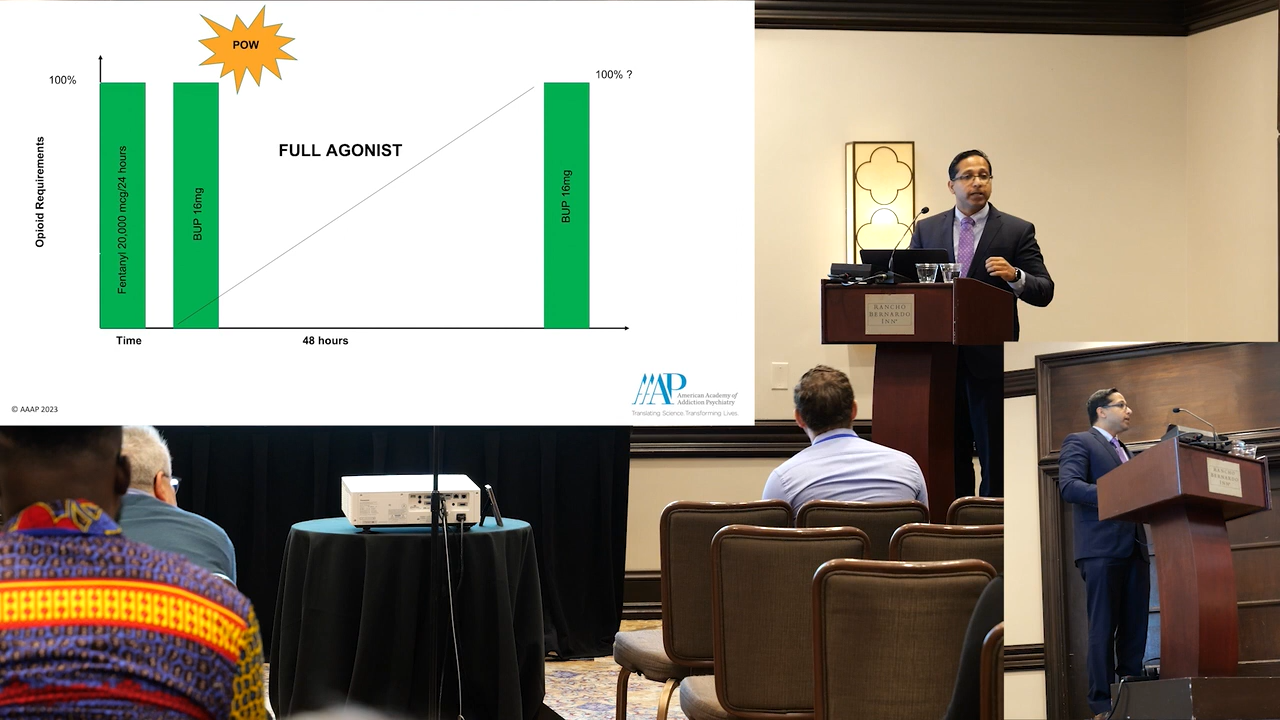 POW
100%
100% ?
Opioid Requirements
Fentanyl 20,000 mcg/24 hours
BUP 16mg
FULL AGONIST
BUP 16mg
Time
48 hours
© AAAP 2023
AAAP
American Academy of
Addiction Psychiatry
Translating Science. Transforming Lives.
RANCHO
BERNARDO
INN
RANCHO
BERNARDO
INN